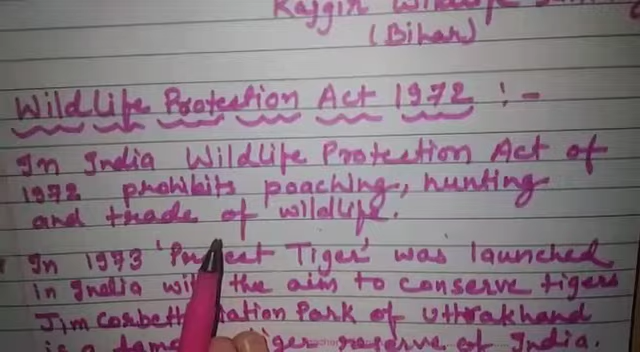 Rajgir Wildlife
(Bihar)
Wildlife Protection Act 1972 :-
In India Wildlife Protection Act of
1972 prohibits poaching, hunting
and trade of wildlife.
In 1973 'Project Tiger' was launched
in India with the aim to conserve tigers
Jim Corbett Park of Uttrakhand
is a tiger reserve of India.